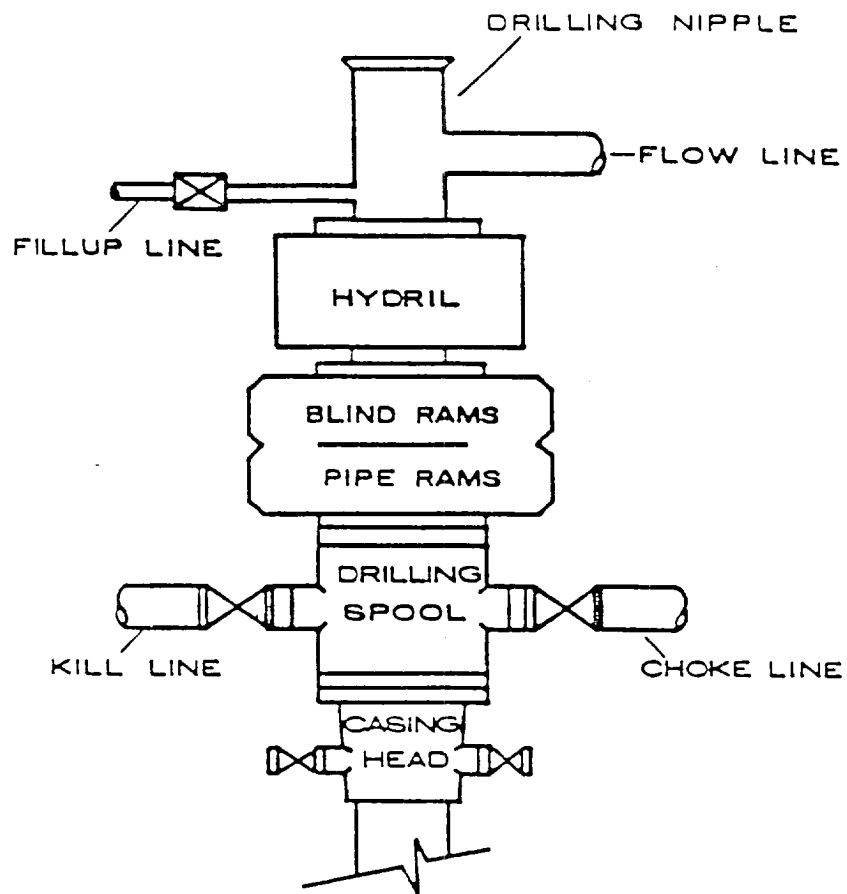 DRILLING NIPPLE
FLOW LINE
FILLUP LINE
HYDRIL
BLIND RAMS
PIPE RAMS
DRILLING
SPOOL
KILL LINE
CHOKE LINE
CASING
HEAD